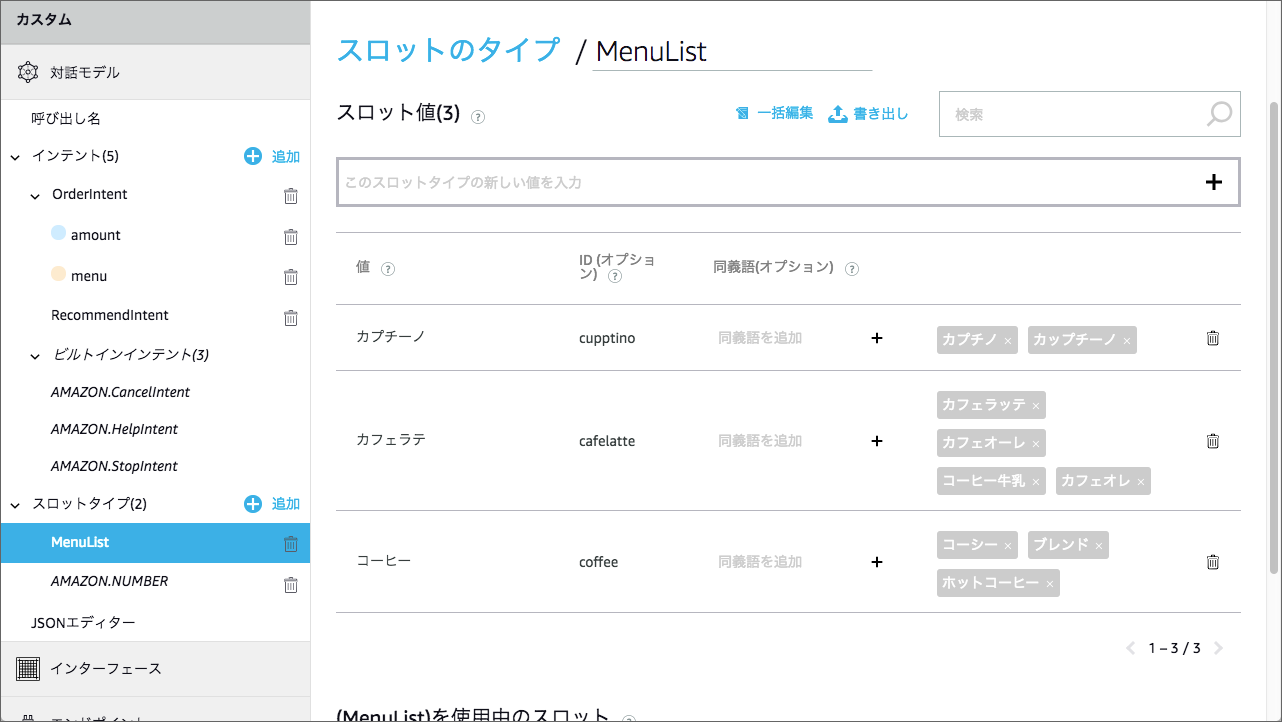 カスタム
対話モデル
呼び出し名
インテント(5)
追加
OrderIntent
amount
menu
RecommendIntent
ビルトインインテント(3)
AMAZON.CancelIntent
AMAZON.HelpIntent
AMAZON.StopIntent
スロットタイプ(2)
追加
MenuList
AMAZON.NUMBER
JSONエディター
インターフェース
エンドポイント
スロットのタイプ / MenuList
スロット値(3) ?
一括編集
書き出し
検索
このスロットタイプの新しい値を入力
値 ?
ID (オプショ
ン) ?
同義語(オプション) ?
カプチーノ
cupptino
同義語を追加
カプチノ ×
カップチーノ ×
カフェラテ
cafelatte
同義語を追加
カフェラッテ ×
カフェオーレ ×
コーヒー牛乳 ×
カフェオレ ×
コーヒー
coffee
同義語を追加
コーシー ×
ブレンド ×
ホットコーヒー ×
1 – 3 / 3
(MenuList)を使用中のスロット ?